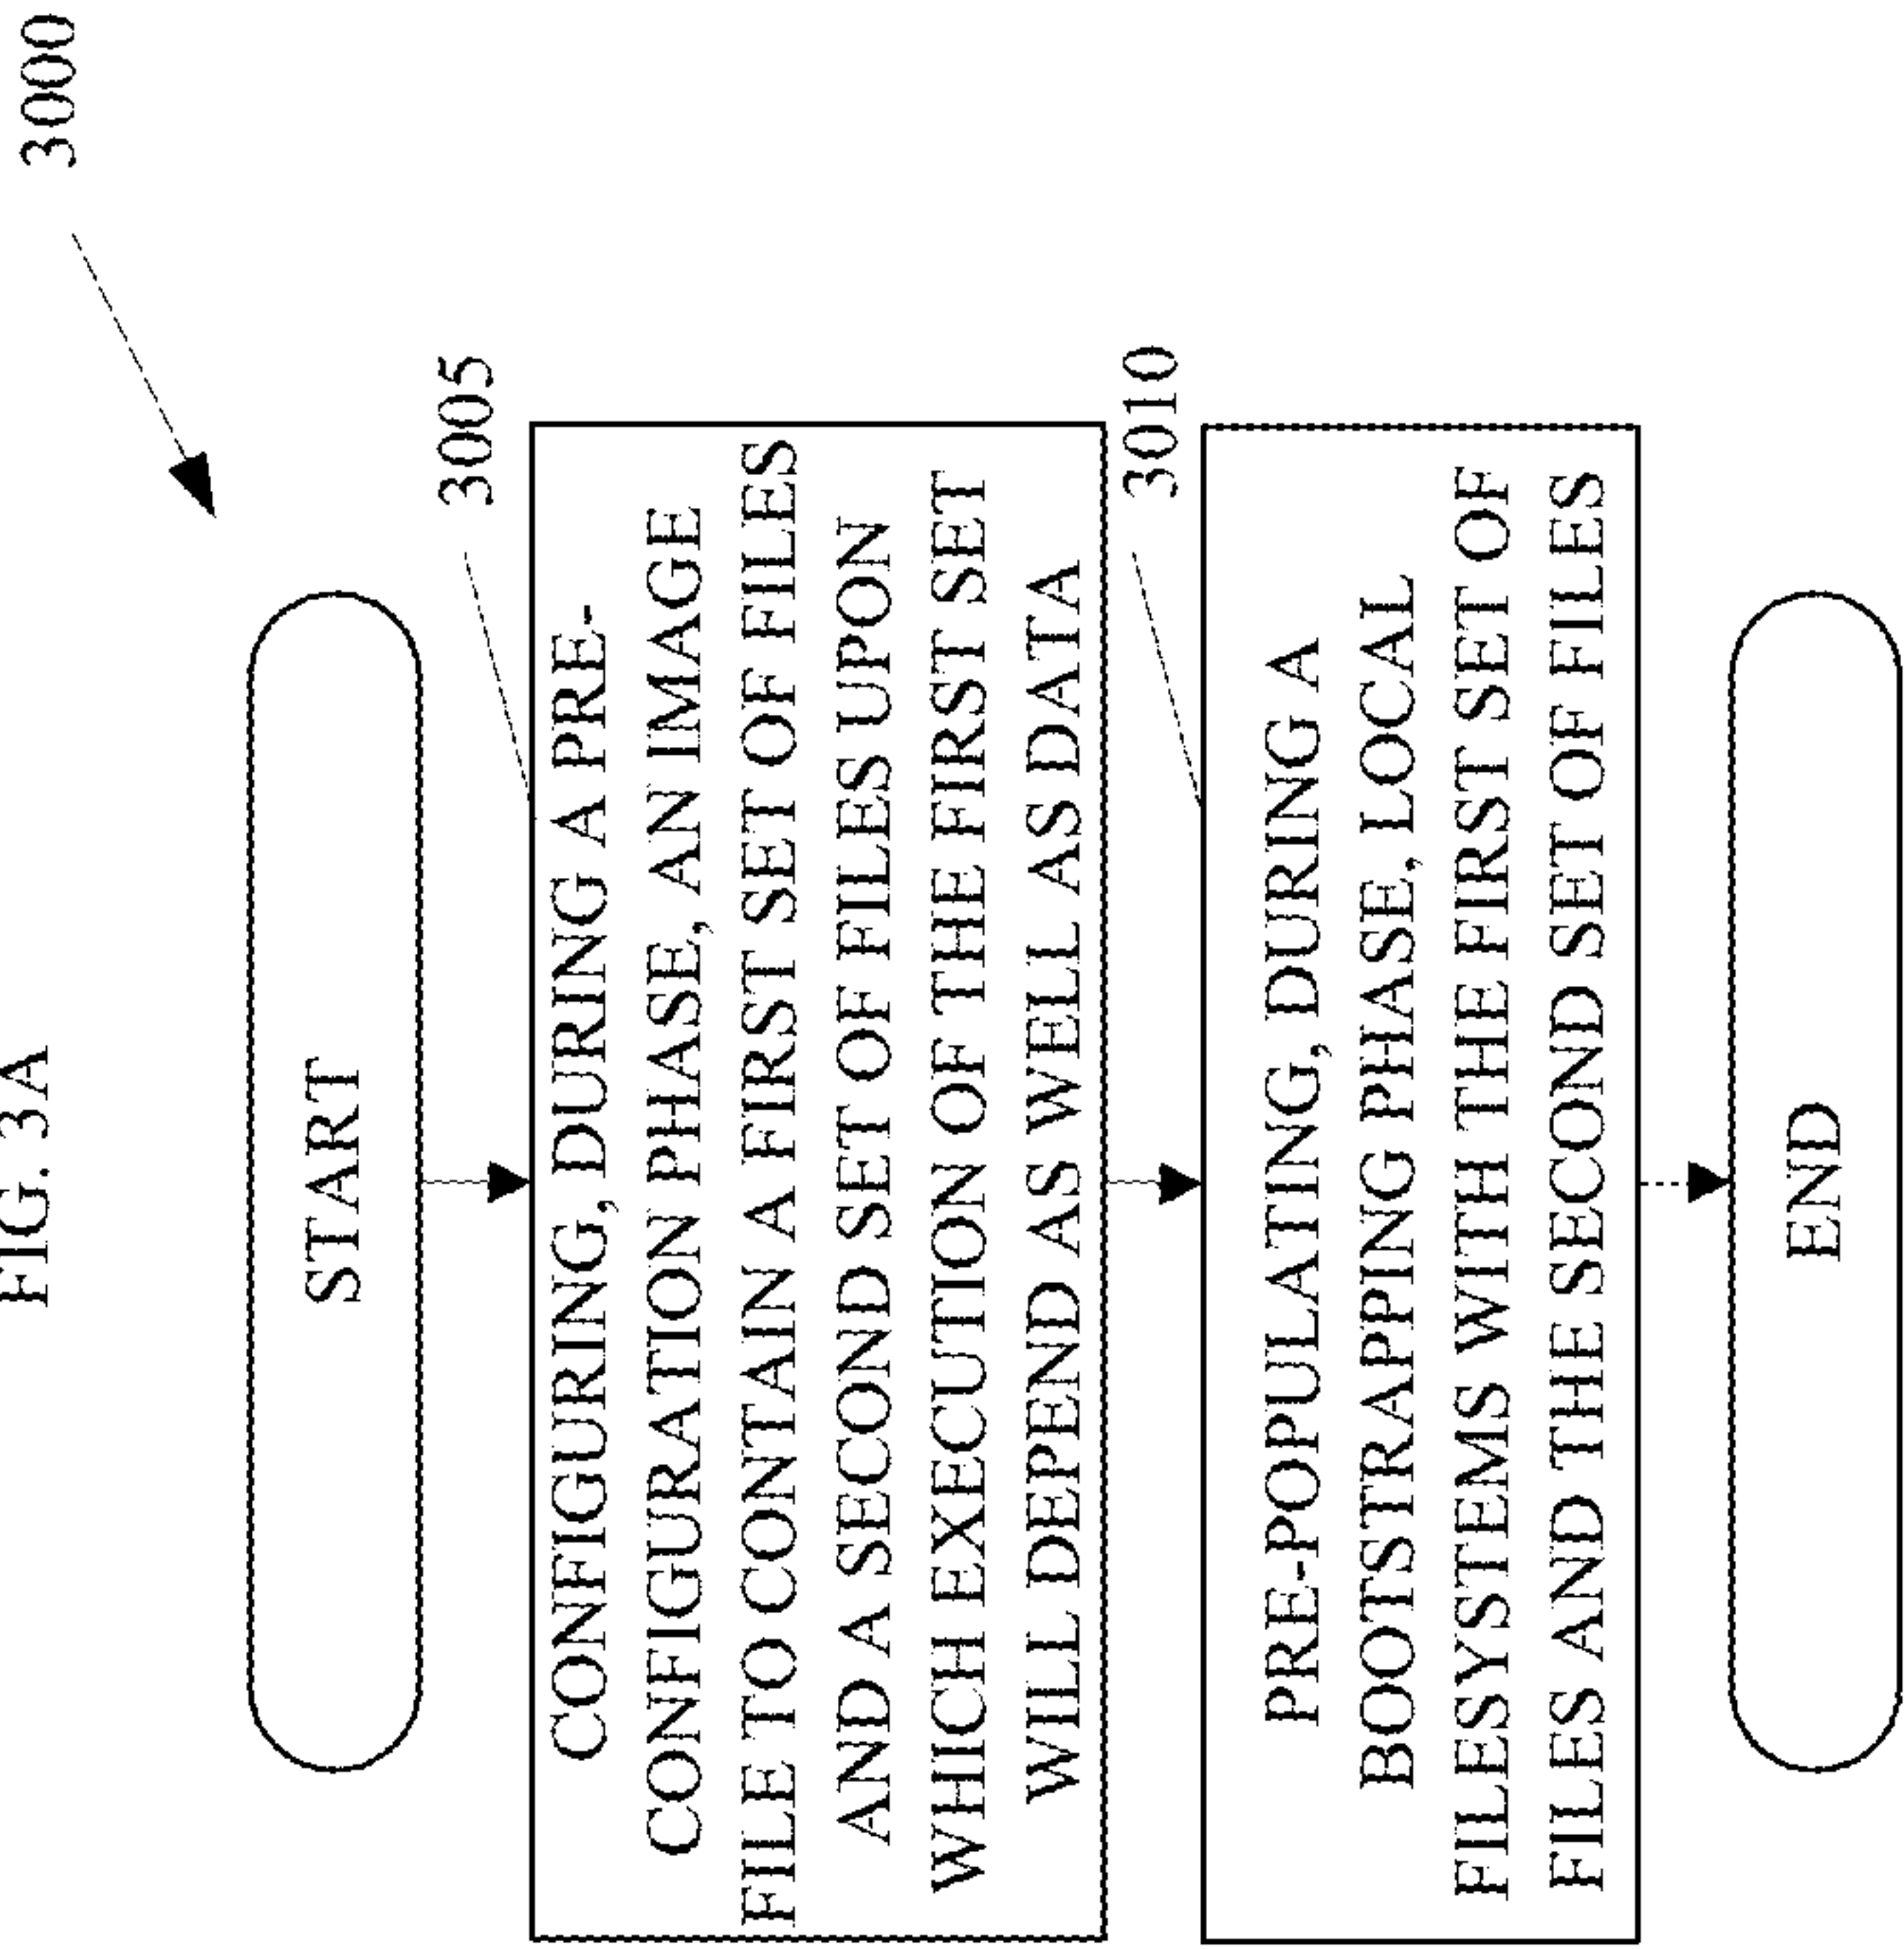 FIG. 3A
3000
START
3005
CONFIGURING, DURING A PRE-
CONFIGURATION PHASE, AN IMAGE
FILE TO CONTAIN A FIRST SET OF FILES
AND A SECOND SET OF FILES UPON
WHICH EXECUTION OF THE FIRST SET
WILL DEPEND AS WELL AS DATA
3010
PRE-POPULATING, DURING A
BOOTSTRAPPING PHASE, LOCAL
FILESYSTEMS WITH THE FIRST SET OF
FILES AND THE SECOND SET OF FILES
END